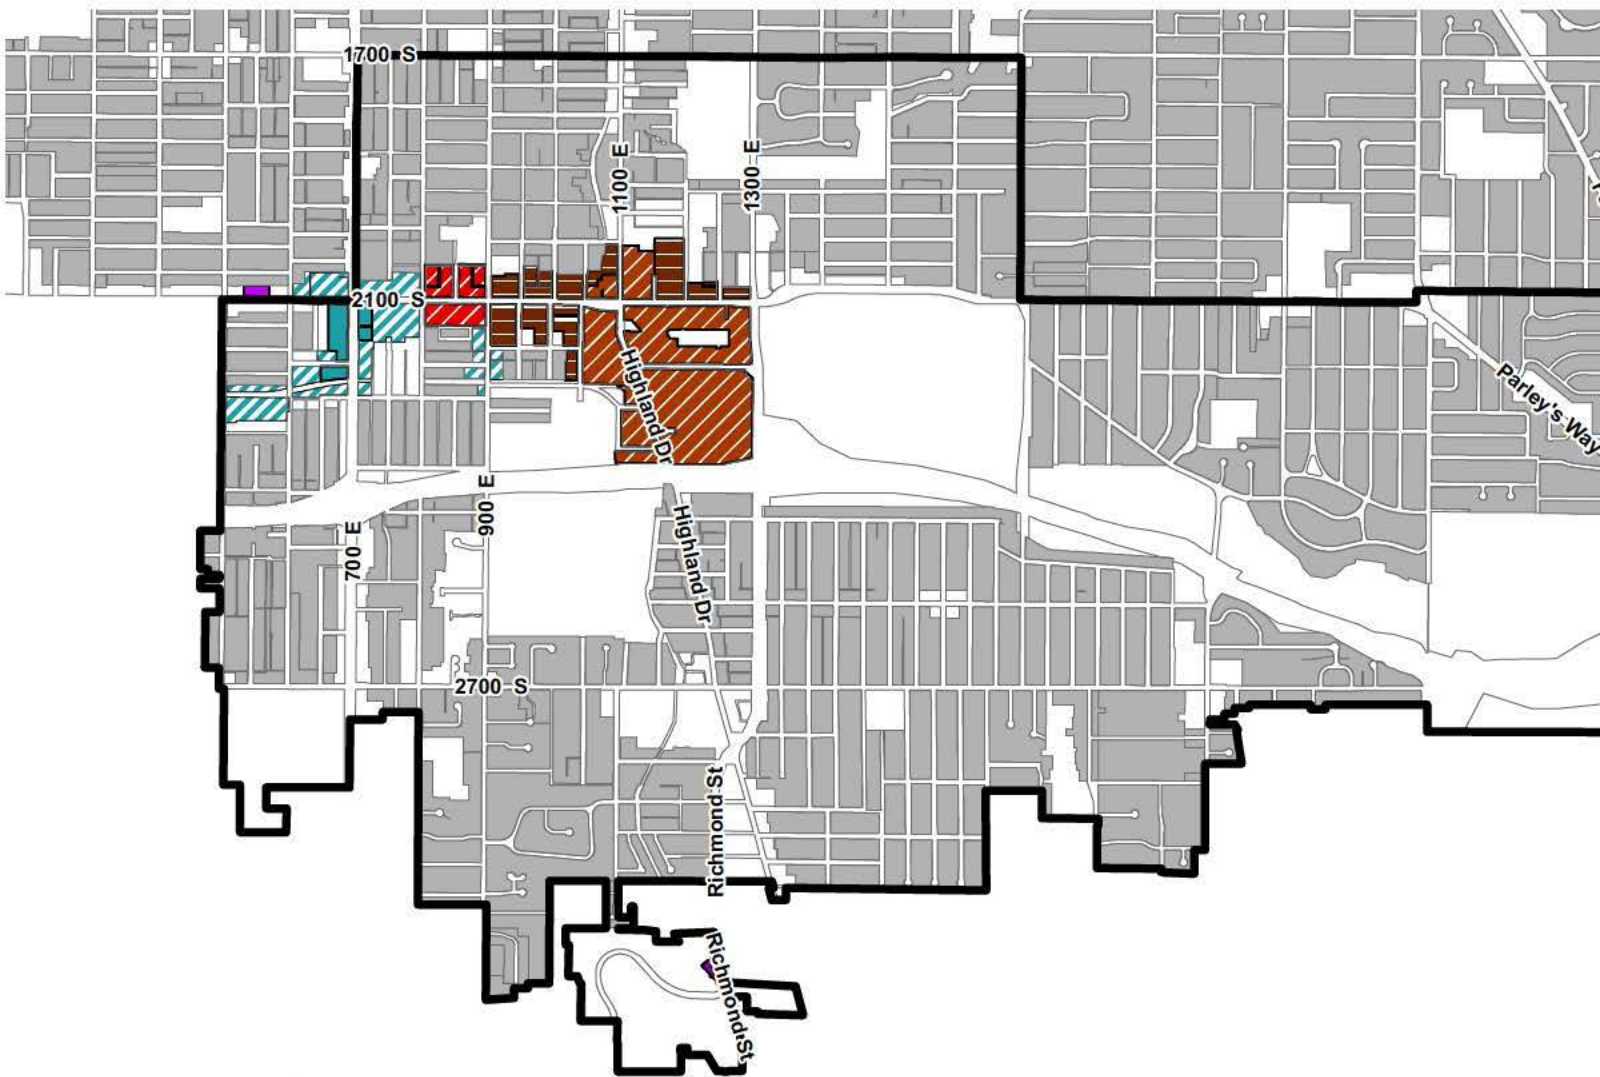 1700 S
1100 E
1300 E
2100 S
Highland Dr
Parley's Way
900 E
700 E
Highland Dr
2700 S
Richmond St
Richmond St